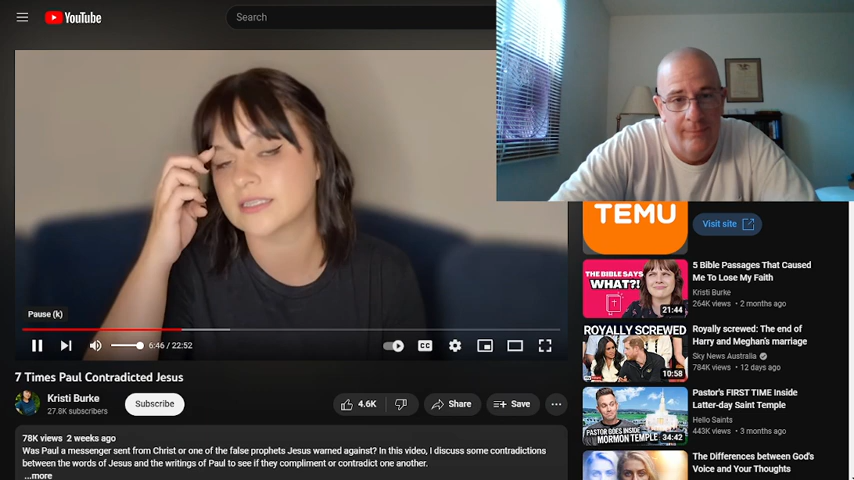 YouTube
Search
TEMU
Visit site
Pause (k)
6:46 / 22:52
CC
7 Times Paul Contradicted Jesus
Kristi Burke
27.8K subscribers
Subscribe
4.6K
Share
Save
78K views 2 weeks ago
Was Paul a messenger sent from Christ or one of the false prophets Jesus warned against? In this video, I discuss some contradictions
between the words of Jesus and the writings of Paul to see if they compliment or contradict one another.
...more
THE BIBLE SAYS
WHAT?!
21:44
5 Bible Passages That Caused
Me To Lose My Faith
Kristi Burke
264K views • 2 months ago
ROYALLY SCREWED
10:58
Royally screwed: The end of
Harry and Meghan's marriage
Sky News Australia
784K views • 12 days ago
PASTOR GOES INSIDE
MORMON TEMPLE
34:42
Pastor's FIRST TIME Inside
Latter-day Saint Temple
Hello Saints
443K views • 3 months ago
The Differences between God's
Voice and Your Thoughts